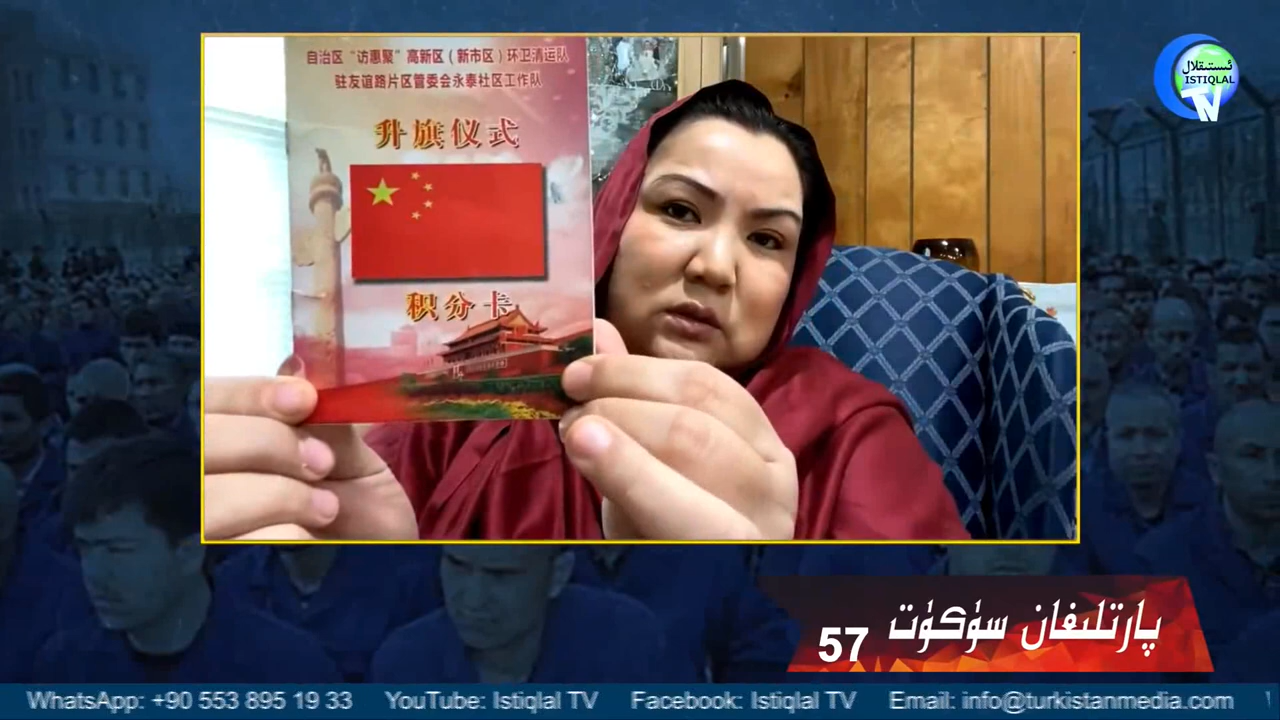 自治区“访惠聚”高新区（新市区）环卫清运队
驻友谊路片区管委会永泰社区工作队
升旗仪式
积分卡
ئىستىقلال
ISTIQLAL
TV
پارتلىغان سۈكۈت
57
WhatsApp: +90 553 895 19 33 YouTube: Istiqlal TV Facebook: Istiqlal TV Email: info@turkistanmedia.com